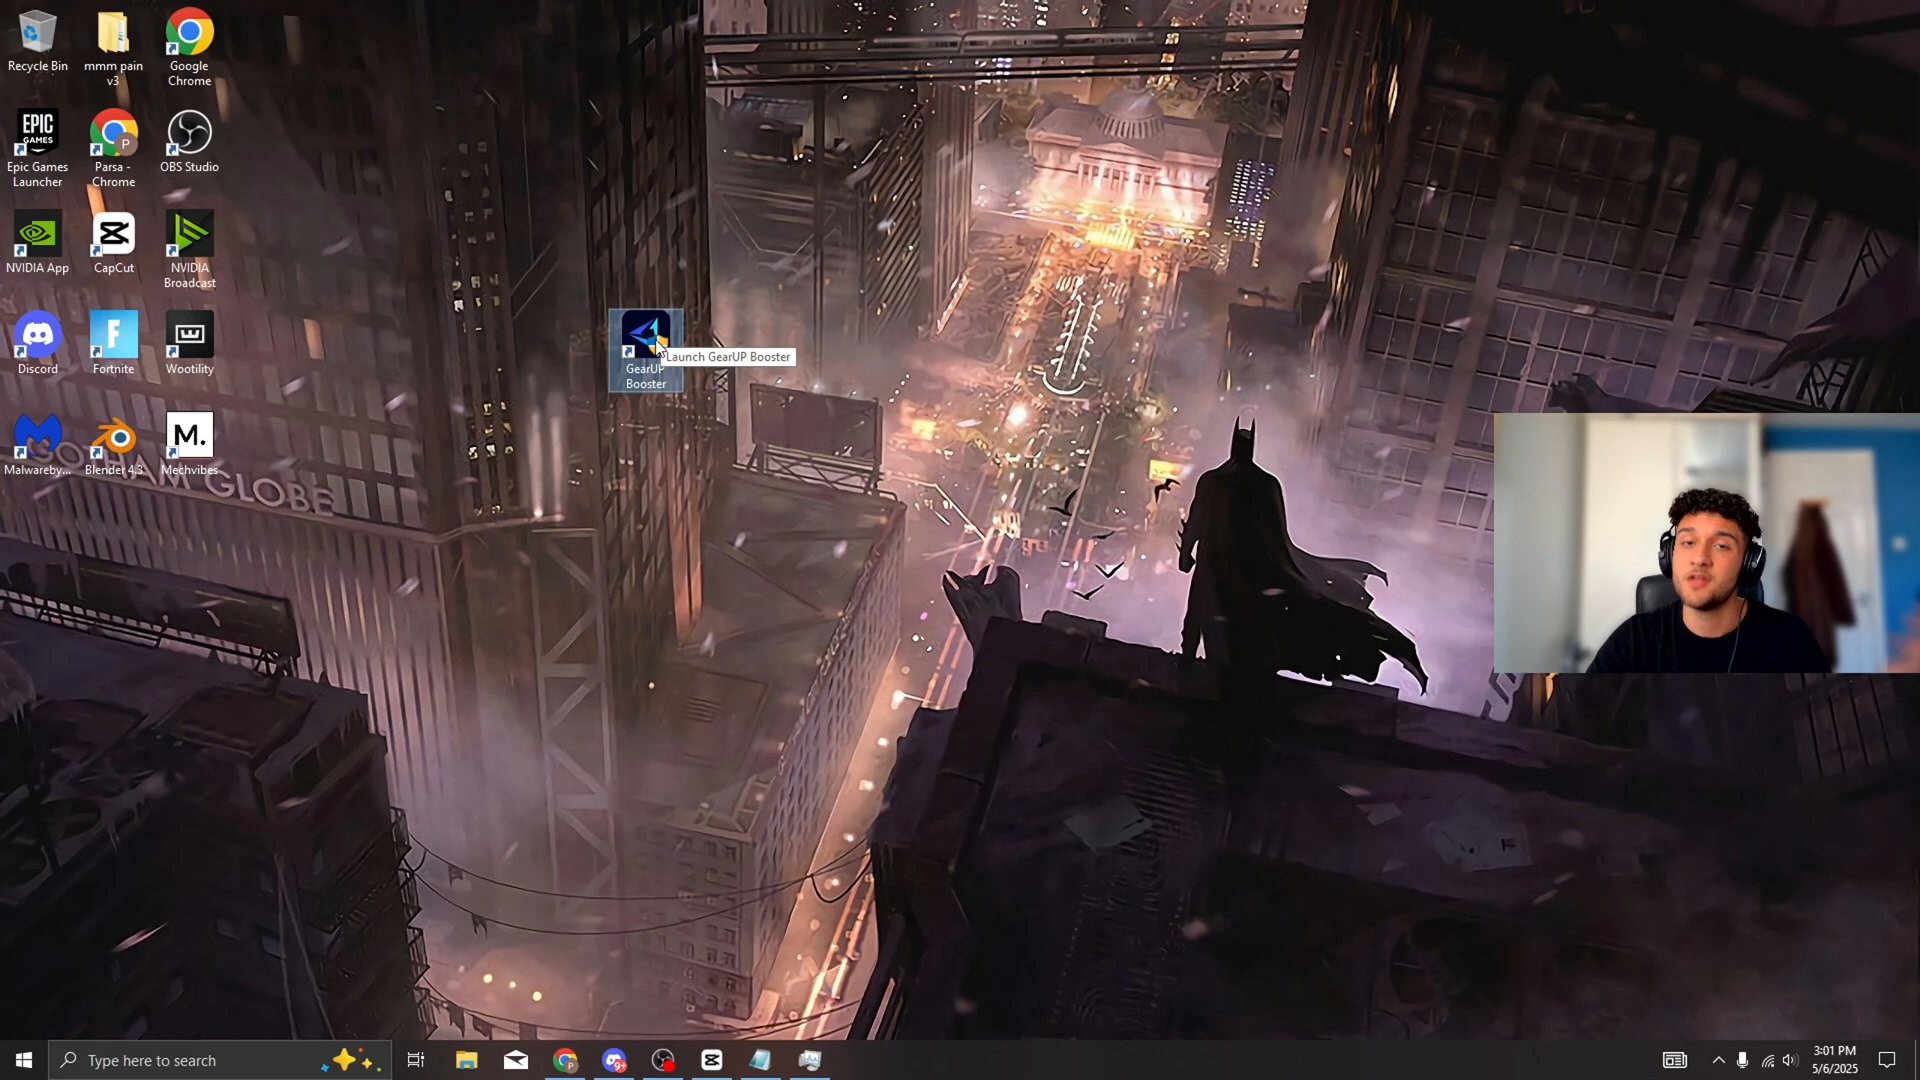 Recycle Bin
mmm pain
v3
Google
Chrome
EPIC
GAMES
Epic Games
Launcher
P
Parsa -
Chrome
OBS Studio
NVIDIA App
CapCut
NVIDIA
Broadcast
Discord
F
Fortnite
Wootility
Malwareby...
Blender 4.3
M.
Mechvibes
GOTHAM GLOBE
GearUP
Booster
Launch GearUP Booster
Type here to search
P
9+
3:01 PM
5/6/2025